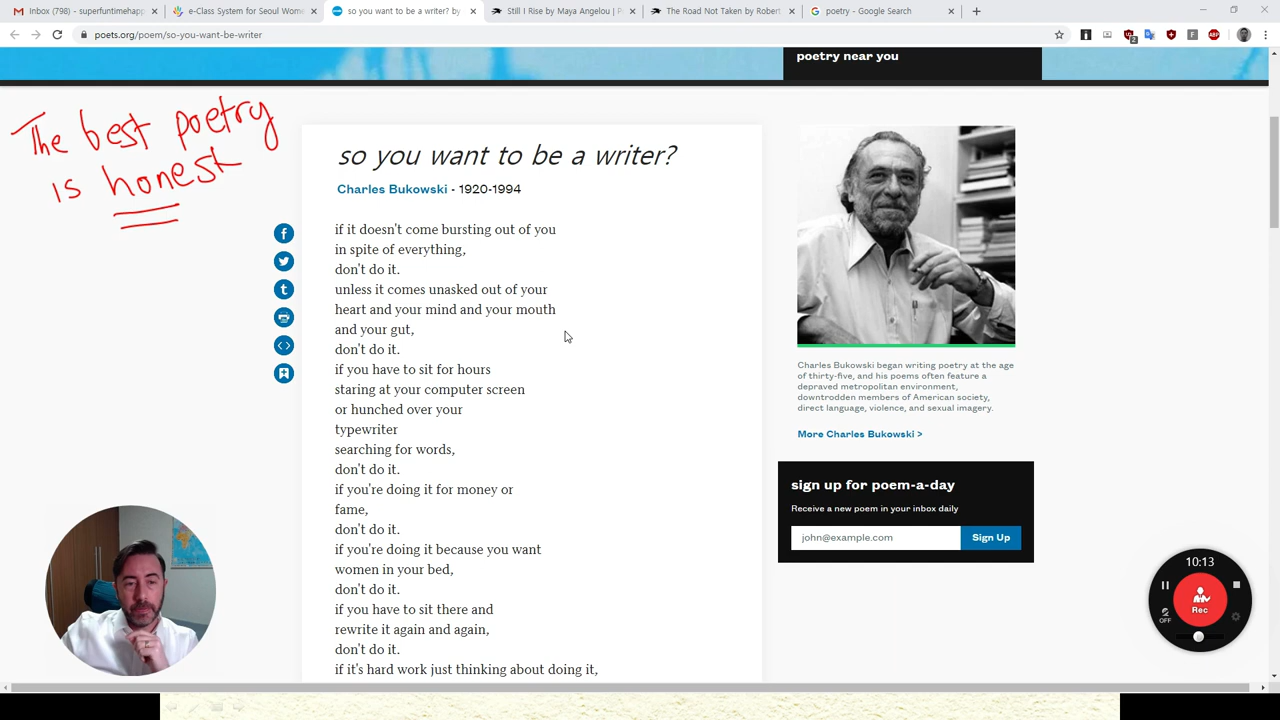 Inbox (798) - superfuntimehapp
e-Class System for Seoul Wome
so you want to be a writer? by
Still I Rise by Maya Angelou | P
The Road Not Taken by Robert
poetry - Google Search
poets.org/poem/so-you-want-be-writer
poetry near you
The best poetry
is honest
so you want to be a writer?
Charles Bukowski - 1920-1994
if it doesn't come bursting out of you
in spite of everything,
don't do it.
unless it comes unasked out of your
heart and your mind and your mouth
and your gut,
don't do it.
if you have to sit for hours
staring at your computer screen
or hunched over your
typewriter
searching for words,
don't do it.
if you're doing it for money or
fame,
don't do it.
if you're doing it because you want
women in your bed,
don't do it.
if you have to sit there and
rewrite it again and again,
don't do it.
if it's hard work just thinking about doing it,
Charles Bukowski began writing poetry at the age
of thirty-five, and his poems often feature a
depraved metropolitan environment,
downtrodden members of American society,
direct language, violence, and sexual imagery.
More Charles Bukowski >
sign up for poem-a-day
Receive a new poem in your inbox daily
john@example.com
Sign Up
10:13
Rec
OFF